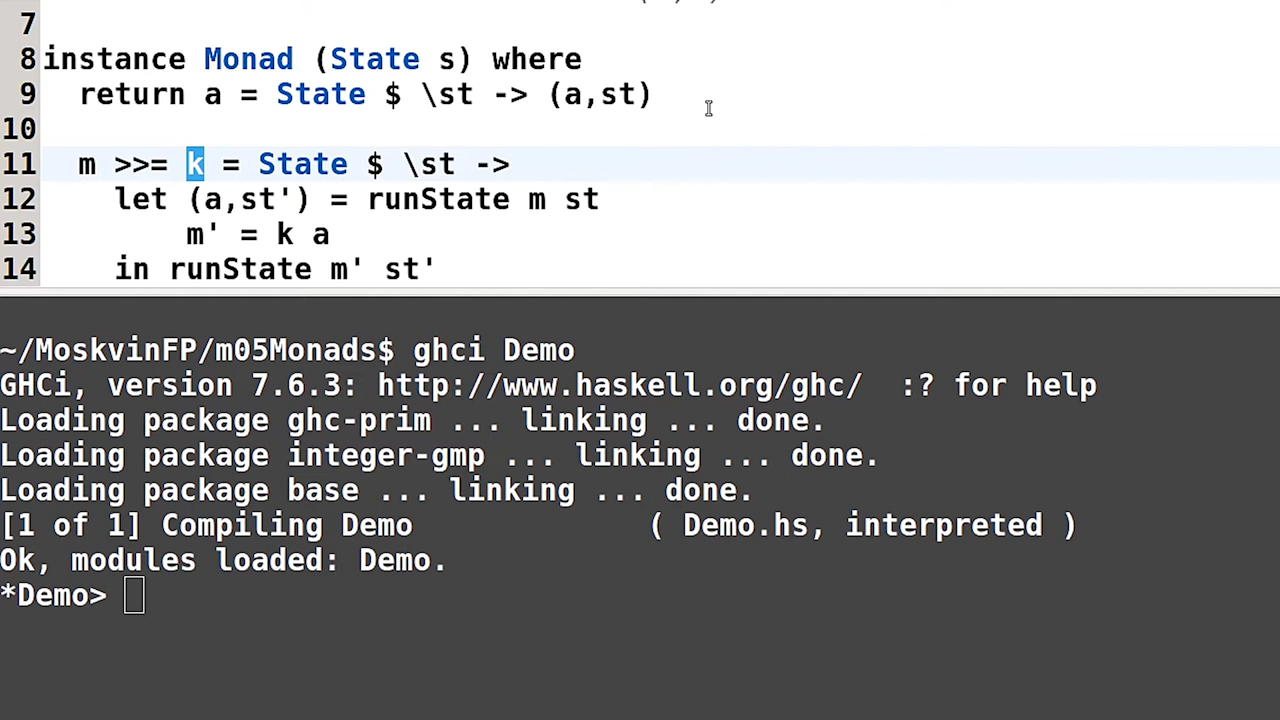 7
8 instance Monad (State s) where
9   return a = State $ \st -> (a,st)
10
11   m >>= k = State $ \st ->
12     let (a,st') = runState m st
13         m' = k a
14     in runState m' st'
~/MoskvinFP/m05Monads$ ghci Demo
GHCi, version 7.6.3: http://www.haskell.org/ghc/  :? for help
Loading package ghc-prim ... linking ... done.
Loading package integer-gmp ... linking ... done.
Loading package base ... linking ... done.
[1 of 1] Compiling Demo             ( Demo.hs, interpreted )
Ok, modules loaded: Demo.
*Demo>